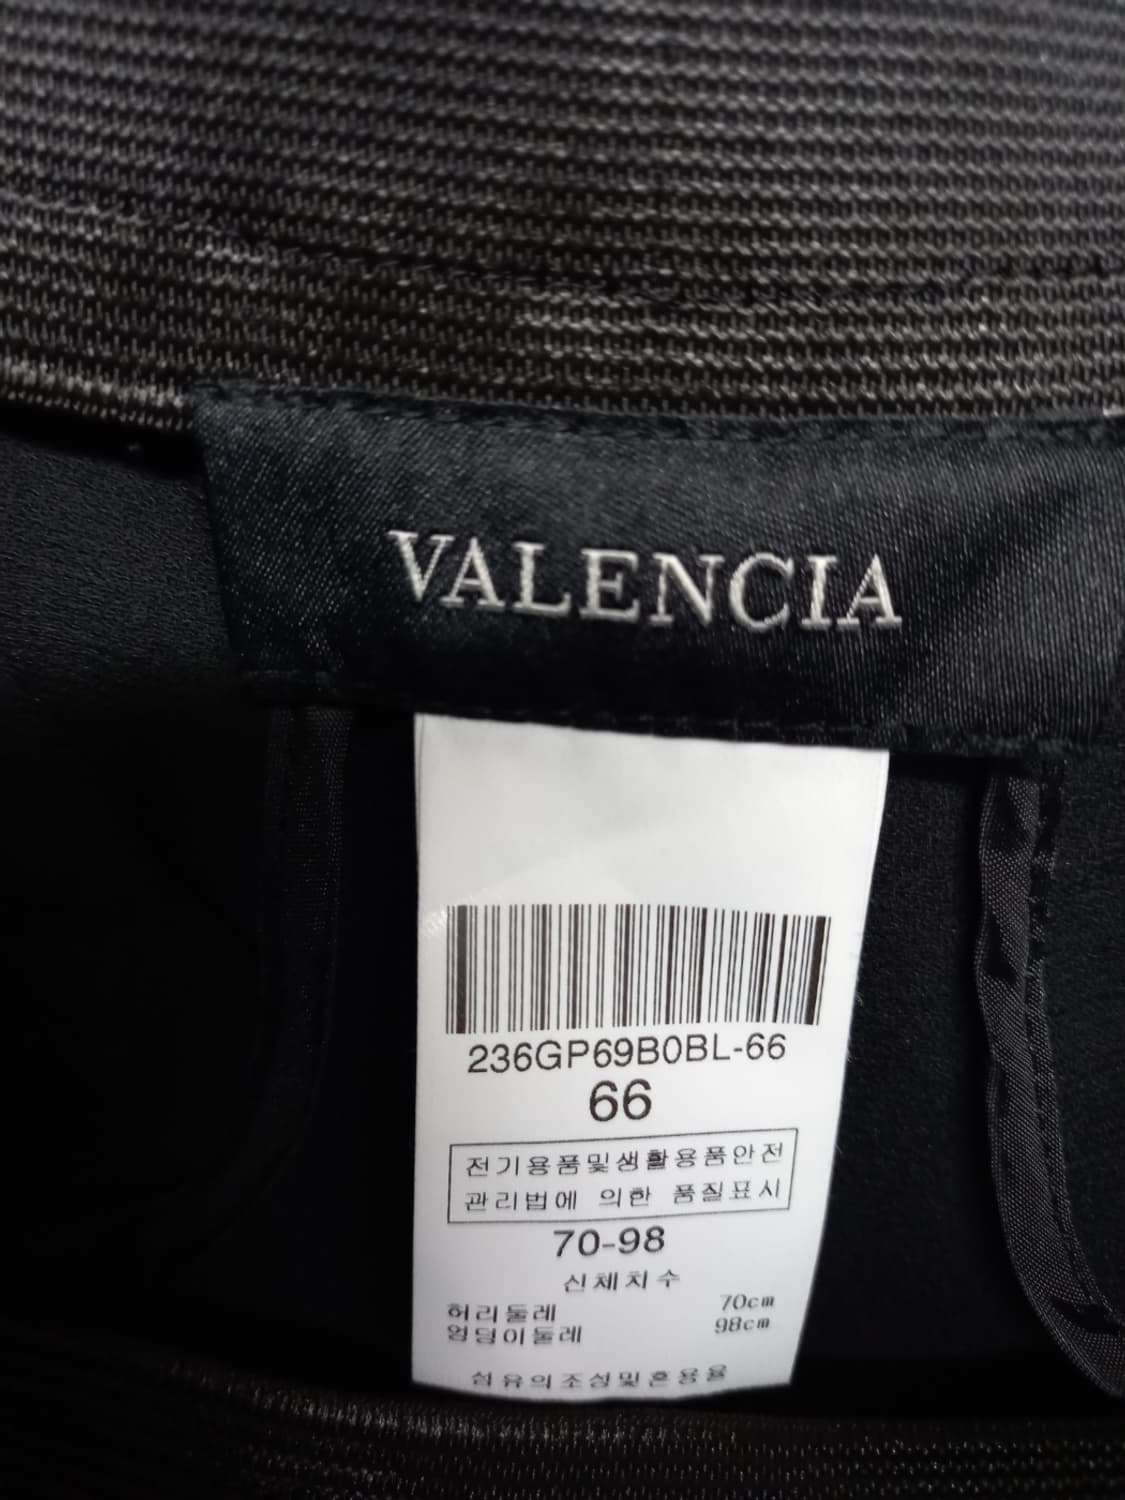 VALENCIA
236GP69B0BL-66
66
전기용품및생활용품안전
관리법에 의한 품질표시
70-98
신체치수
허리둘레 70cm
엉덩이둘레 98cm
섬유의조성및혼용율